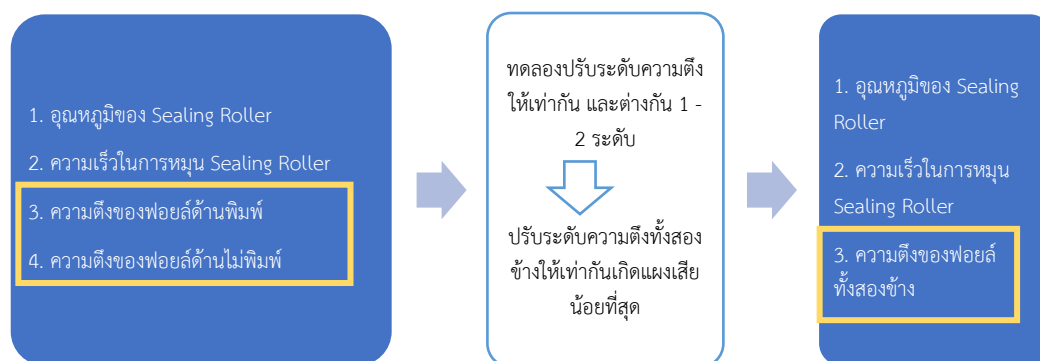 1. อุณหภูมิของ Sealing Roller
2. ความเร็วในการหมุน Sealing Roller
3. ความตึงของฟอยล์ด้านพิมพ์
4. ความตึงของฟอยล์ด้านไม่พิมพ์
ทดลองปรับระดับความตึง
ให้เท่ากัน และต่างกัน 1 -
2 ระดับ
ปรับระดับความตึงทั้งสอง
ข้างให้เท่ากันเกิดแผงเสีย
น้อยที่สุด
1. อุณหภูมิของ Sealing
Roller
2. ความเร็วในการหมุน
Sealing Roller
3. ความตึงของฟอยล์
ทั้งสองข้าง